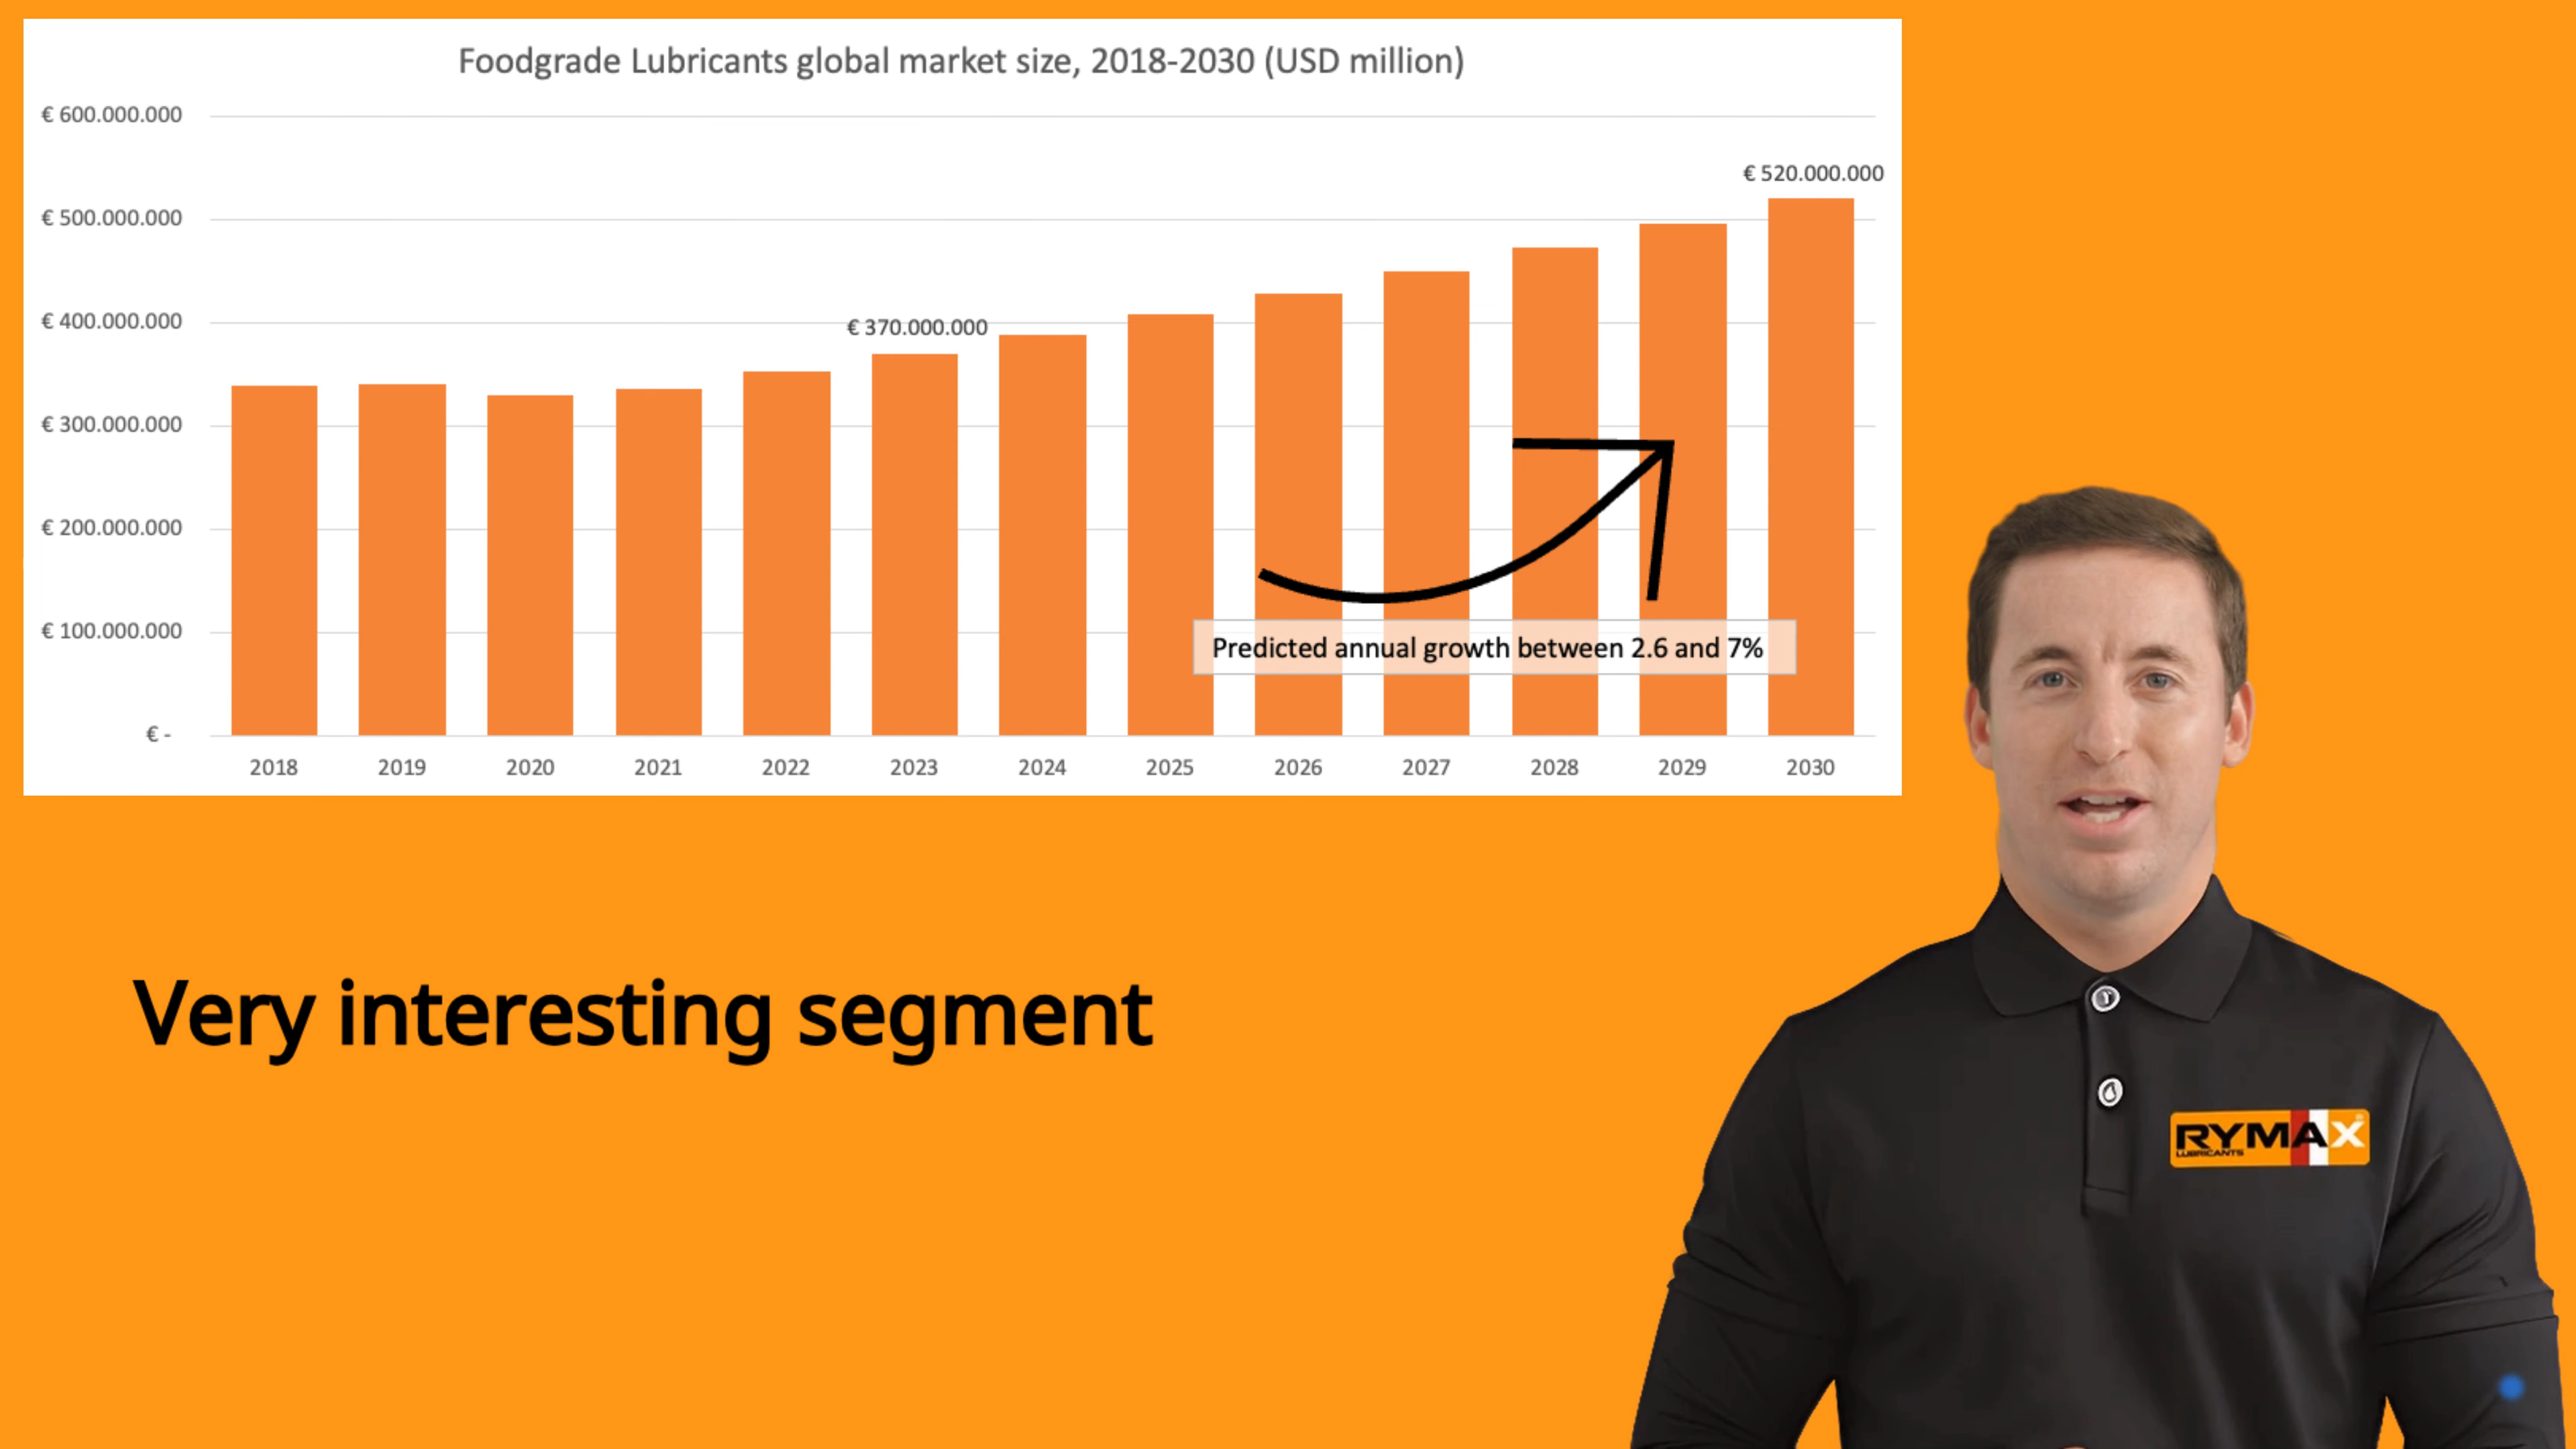 Foodgrade Lubricants global market size, 2018-2030 (USD million)
€ 600.000.000
€ 520.000.000
€ 500.000.000
€ 400.000.000
€ 370.000.000
€ 300.000.000
€ 200.000.000
€ 100.000.000
Predicted annual growth between 2.6 and 7%
€ -
2018 2019 2020 2021 2022 2023 2024 2025 2026 2027 2028 2029 2030
Very interesting segment
RYMAX
LUBRICANTS